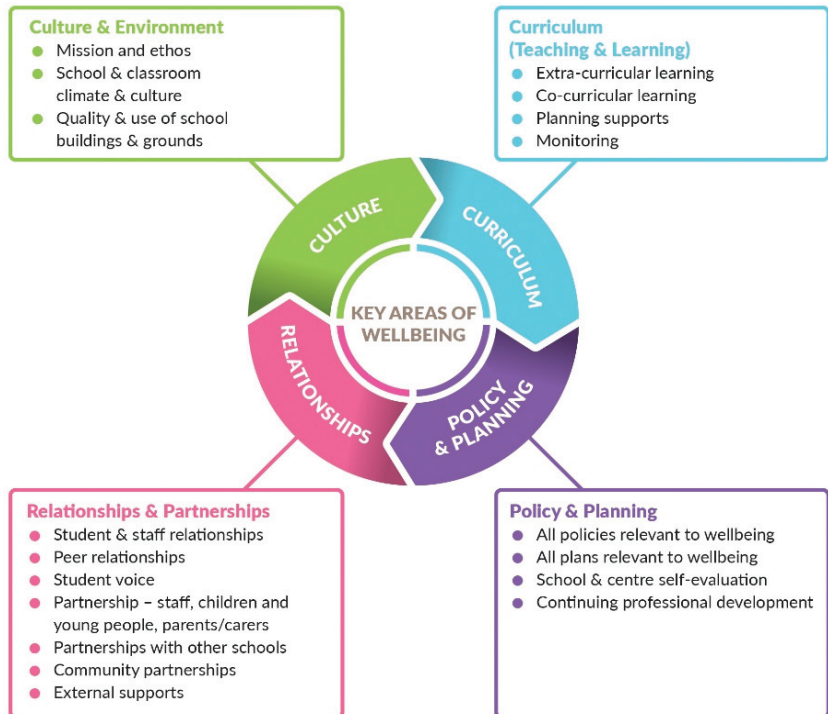 Culture & Environment
Mission and ethos
School & classroom
climate & culture
Quality & use of school
buildings & grounds
Curriculum
(Teaching & Learning)
Extra-curricular learning
Co-curricular learning
Planning supports
Monitoring
CULTURE
CURRICULUM
KEY AREAS OF
WELLBEING
RELATIONSHIPS
POLICY
& PLANNING
Relationships & Partnerships
Student & staff relationships
Peer relationships
Student voice
Partnership – staff, children and
young people, parents/carers
Partnerships with other schools
Community partnerships
External supports
Policy & Planning
All policies relevant to wellbeing
All plans relevant to wellbeing
School & centre self-evaluation
Continuing professional development